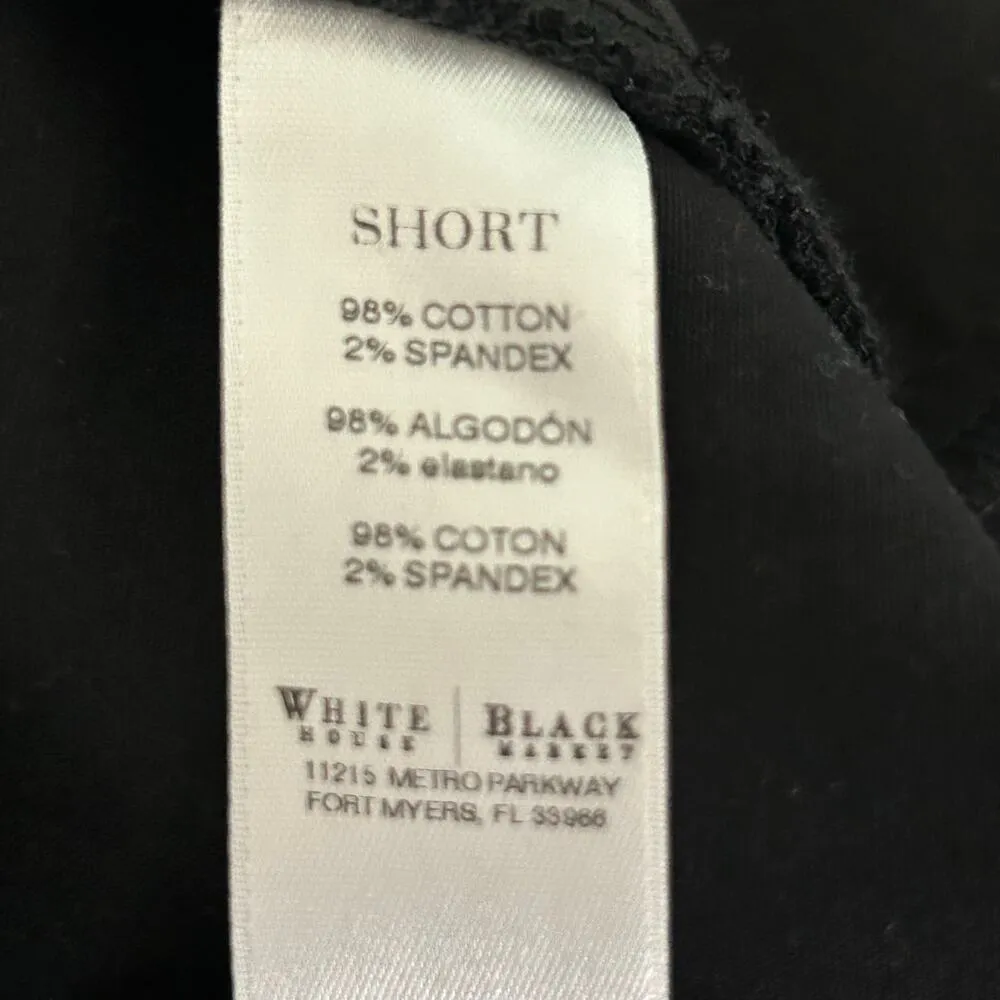 SHORT
98% COTTON
2% SPANDEX
98% ALGODÓN
2% elastano
98% COTON
2% SPANDEX
WHITE | BLACK
HOUSE MARKET
11215 METRO PARKWAY
FORT MYERS, FL 33966